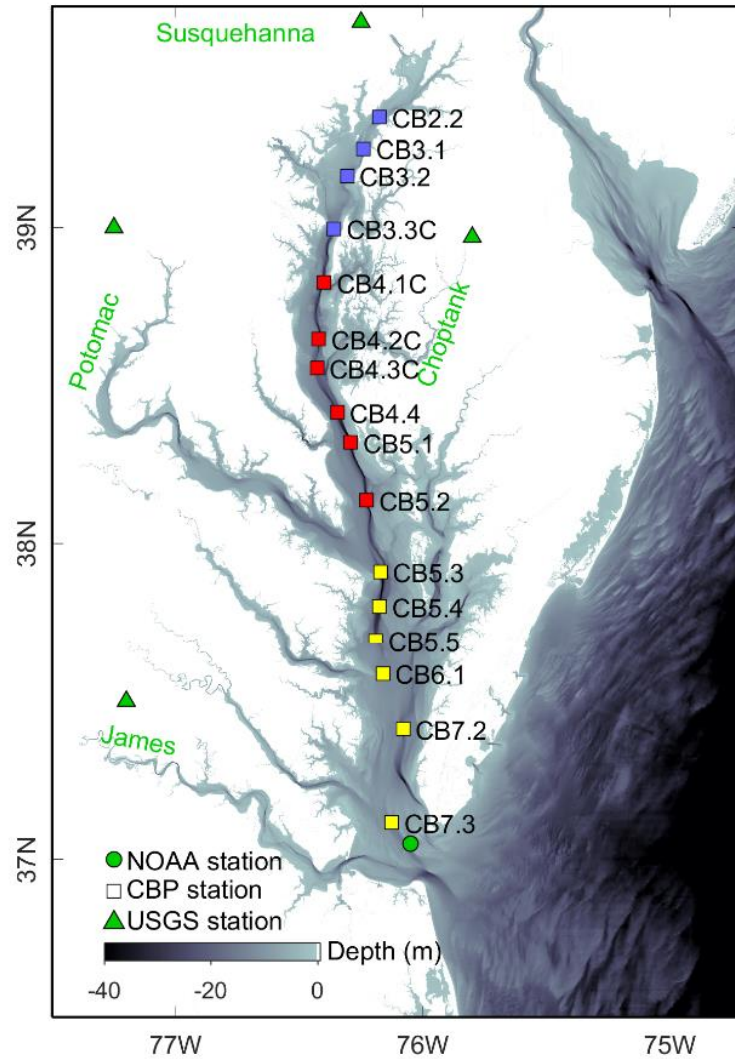 Susquehanna
CB2.2
CB3.1
CB3.2
39N
CB3.3C
CB4.1C
Potomac
Choptank
CB4.2C
CB4.3C
CB4.4
CB5.1
CB5.2
38N
CB5.3
CB5.4
CB5.5
CB6.1
James
CB7.2
CB7.3
37N
NOAA station
CBP station
USGS station
Depth (m)
-40 -20 0
77W 76W 75W